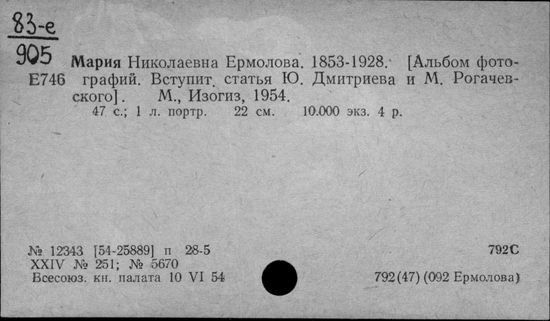 83-е
905
Мария Николаевна Ермолова. 1853-1928. [Альбом фото-
Е746 графий. Вступит. статья Ю. Дмитриева и М. Рогачев-
ского]. М., Изогиз, 1954.
47 с.; 1 л. портр. 22 см. 10.000 экз. 4 р.
№ 12343 [54-25889] п 28-5 792С
XXIV № 251; № 5670
Всесоюз. кн. палата 10 VI 54 792(47)(092 Ермолова)